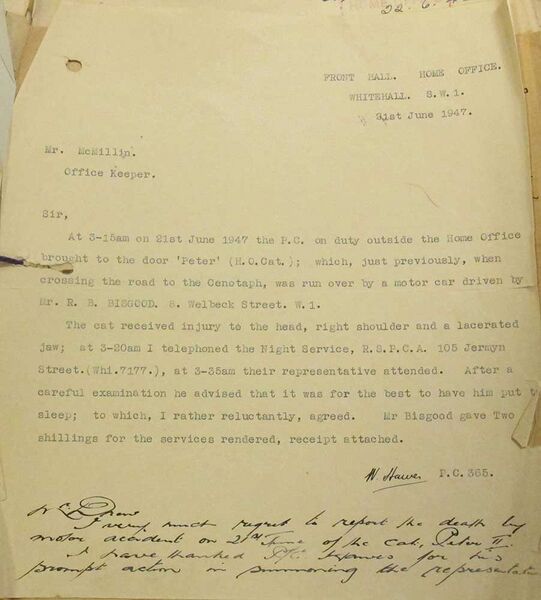 22. 6. 4
FRONT HALL. HOME OFFICE.
WHITEHALL. S.W.1.
21st June 1947.
Mr. McMillin.
Office Keeper.
Sir,
At 3-15am on 21st June 1947 the P.C. on duty outside the Home Office
brought to the door 'Peter' (H.O.Cat.); which, just previously, when
crossing the road to the Cenotaph, was run over by a motor car driven by
Mr. R. B. BISGOOD. 8. Welbeck Street. W.1.
The cat received injury to the head, right shoulder and a lacerated
jaw; at 3-20am I telephoned the Night Service, R.S.P.C.A. 105 Jermyn
Street.(Whi.7177.), at 3-35am their representative attended. After a
careful examination he advised that it was for the best to have him put t
sleep; to which, I rather reluctantly, agreed. Mr Bisgood gave Two
shillings for the services rendered, receipt attached.
P.C. 365.
Mr Drew
I very much regret to report the death by
motor accident on 21st June of the cat, Peter II.
I have thanked P.C. Hawes for his
prompt action in summoning the representati